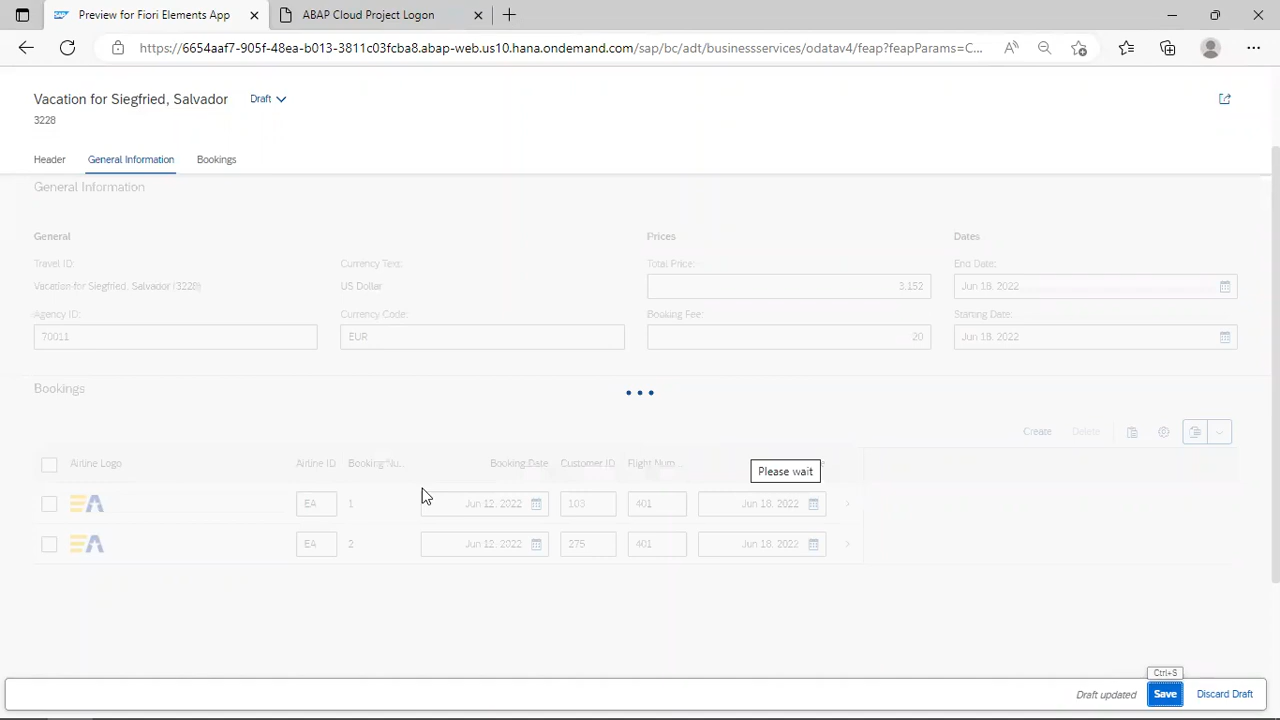 Preview for Fiori Elements App
ABAP Cloud Project Logon
https://6654aaf7-905f-48ea-b013-3811c03fcba8.abap-web.us10.hana.ondemand.com/sap/bc/adt/businessservices/odatav4/feap?feapParams=C...
Vacation for Siegfried, Salvador Draft
3228
Header General Information Bookings
General Information
General Prices Dates
Travel ID: Currency Text: Total Price: End Date:
Vacation for Siegfried, Salvador (3228) US Dollar 3,152 Jun 18, 2022
Agency ID: Currency Code: Booking Fee: Starting Date:
70011 EUR 20 Jun 18, 2022
Bookings
Create Delete
Airline Logo Airline ID Booking Nu... Booking Date Customer ID Flight Num... Please wait
EA EA 1 Jun 12, 2022 103 401 Jun 18, 2022
EA EA 2 Jun 12, 2022 275 401 Jun 18, 2022
Ctrl+S
Draft updated Save Discard Draft